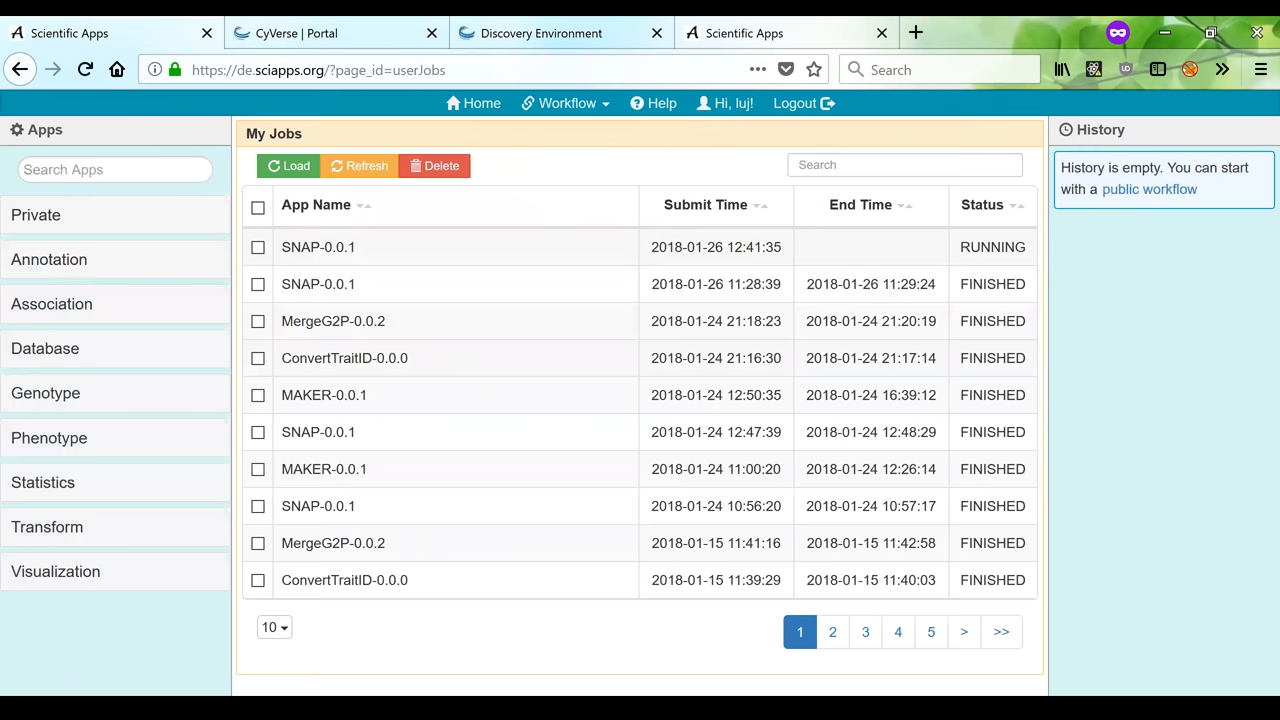 Scientific Apps
CyVerse | Portal
Discovery Environment
Scientific Apps
https://de.sciapps.org/?page_id=userJobs
Search
Home
Workflow
Help
Hi, luj!
Logout
Apps
Search Apps
Private
Annotation
Association
Database
Genotype
Phenotype
Statistics
Transform
Visualization
My Jobs
Load
Refresh
Delete
Search
App Name Submit Time End Time Status
SNAP-0.0.1 2018-01-26 12:41:35 RUNNING
SNAP-0.0.1 2018-01-26 11:28:39 2018-01-26 11:29:24 FINISHED
MergeG2P-0.0.2 2018-01-24 21:18:23 2018-01-24 21:20:19 FINISHED
ConvertTraitID-0.0.0 2018-01-24 21:16:30 2018-01-24 21:17:14 FINISHED
MAKER-0.0.1 2018-01-24 12:50:35 2018-01-24 16:39:12 FINISHED
SNAP-0.0.1 2018-01-24 12:47:39 2018-01-24 12:48:29 FINISHED
MAKER-0.0.1 2018-01-24 11:00:20 2018-01-24 12:26:14 FINISHED
SNAP-0.0.1 2018-01-24 10:56:20 2018-01-24 10:57:17 FINISHED
MergeG2P-0.0.2 2018-01-15 11:41:16 2018-01-15 11:42:58 FINISHED
ConvertTraitID-0.0.0 2018-01-15 11:39:29 2018-01-15 11:40:03 FINISHED
10
1 2 3 4 5 > >>
History
History is empty. You can start
with a public workflow